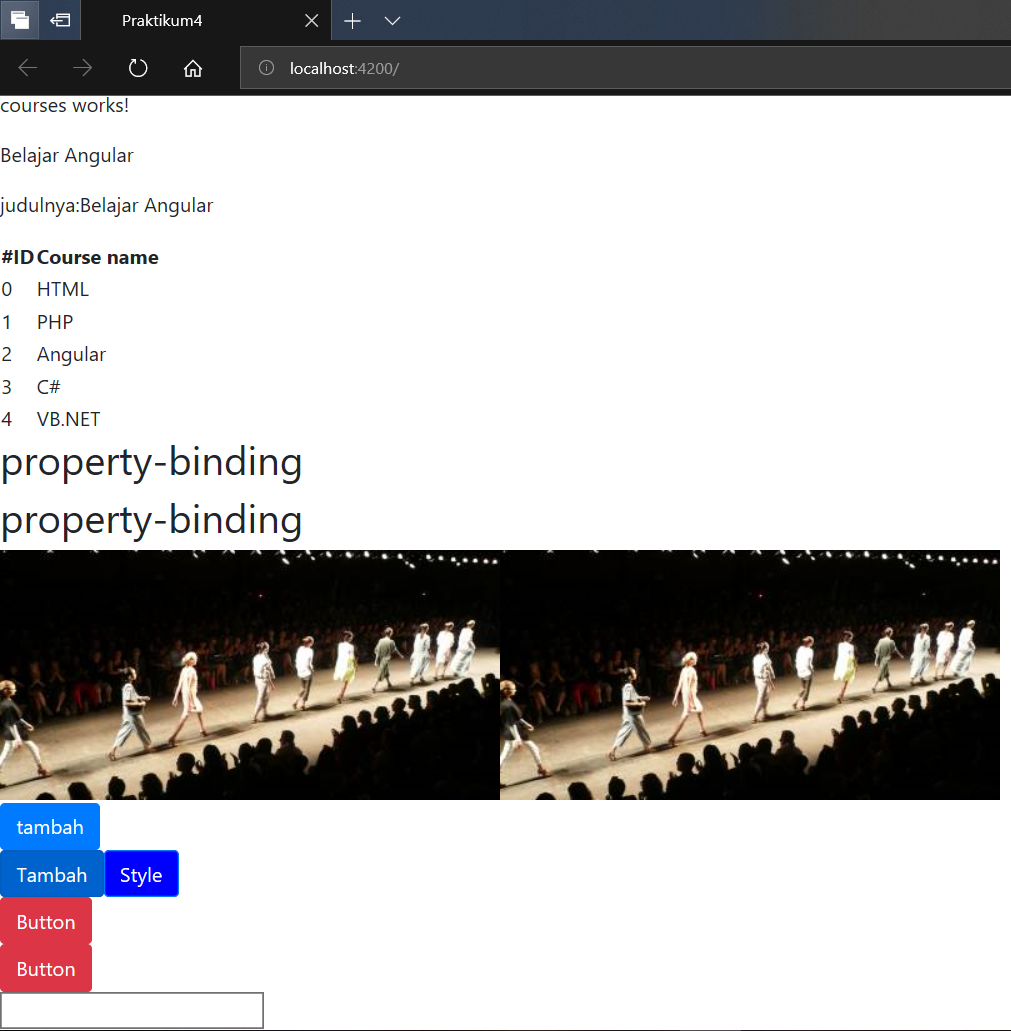 Praktikum4
localhost:4200/
courses works!
Belajar Angular
judulnya:Belajar Angular
#ID Course name
0 HTML
1 PHP
2 Angular
3 C#
4 VB.NET
property-binding
property-binding
tambah
Tambah Style
Button
Button